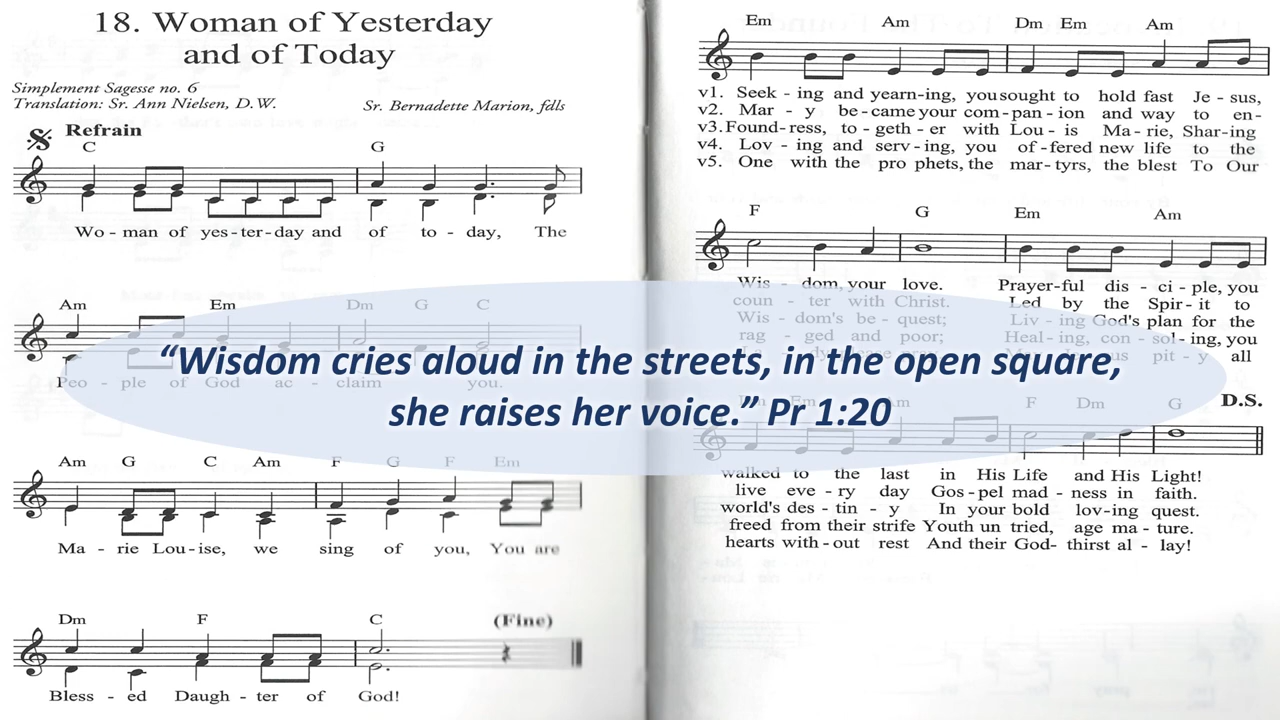 18. Woman of Yesterday
and of Today
Simplement Sagesse no. 6
Translation: Sr. Ann Nielsen, D.W.
Sr. Bernadette Marion, fdls
Refrain
C G
Wo - man of yes - ter - day and of to - day, The
Am Em Dm G C
Peo - ple of God ac - claim you.
Am G C Am F G F Em
Ma - rie Lou - ise, we sing of you, You are
Dm F C (Fine)
Bless - ed Daugh - ter of God!
Em Am Dm Em Am
v1. Seek - ing and yearn - ing, you sought to hold fast Je - sus,
v2. Mar - y be - came your com - pan - ion and way to en -
v3. Found - ress, to - geth - er with Lou - is Ma - rie, Sharing
v4. Lov - ing and serv - ing, you of - fered new life to the
v5. One with the pro phets, the mar - tyrs, the blest To Our
F G Em Am
Wis - dom, your love. Prayer - ful dis - ci - ple, you
coun - ter with Christ. Led by the Spir - it to
Wis - dom's be - quest; Liv - ing God's plan for the
rag - ged and poor; Heal - ing, con - sol - ing, you
pit - y all
“Wisdom cries aloud in the streets, in the open square,
she raises her voice.” Pr 1:20
Am F Dm G D.S.
walked to the last in His Life and His Light!
live eve - ry day Gos - pel mad - ness in faith.
world's des - tin - y In your bold lov - ing quest.
freed from their strife Youth un tried, age ma - ture.
hearts with - out rest And their God - thirst al - lay!